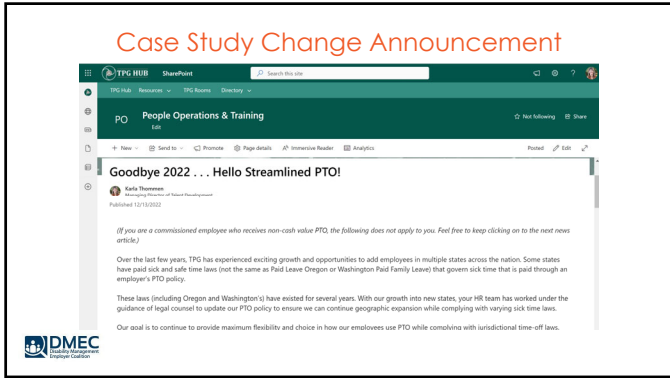 Case Study Change Announcement
TPG HUB SharePoint Search this site ?
TPG Hub Resources TPG Rooms Directory
PO People Operations & Training Not following Share
Edit
+ New Send to Promote Page details Immersive Reader Analytics Posted Edit
Goodbye 2022 . . . Hello Streamlined PTO!
Karla Thommen
Managing Director of Talent Development
Published 12/13/2022
(If you are a commissioned employee who receives non-cash value PTO, the following does not apply to you. Feel free to keep clicking on to the next news
article.)
Over the last few years, TPG has experienced exciting growth and opportunities to add employees in multiple states across the nation. Some states
have paid sick and safe time laws (not the same as Paid Leave Oregon or Washington Paid Family Leave) that govern sick time that is paid through an
employer's PTO policy.
These laws (including Oregon and Washington's) have existed for several years. With our growth into new states, your HR team has worked under the
guidance of legal counsel to update our PTO policy to ensure we can continue geographic expansion while complying with varying sick time laws.
Our goal is to continue to provide maximum flexibility and choice in how our employees use PTO while complying with jurisdictional time-off laws.
DMEC
Disability Management
Employer Coalition